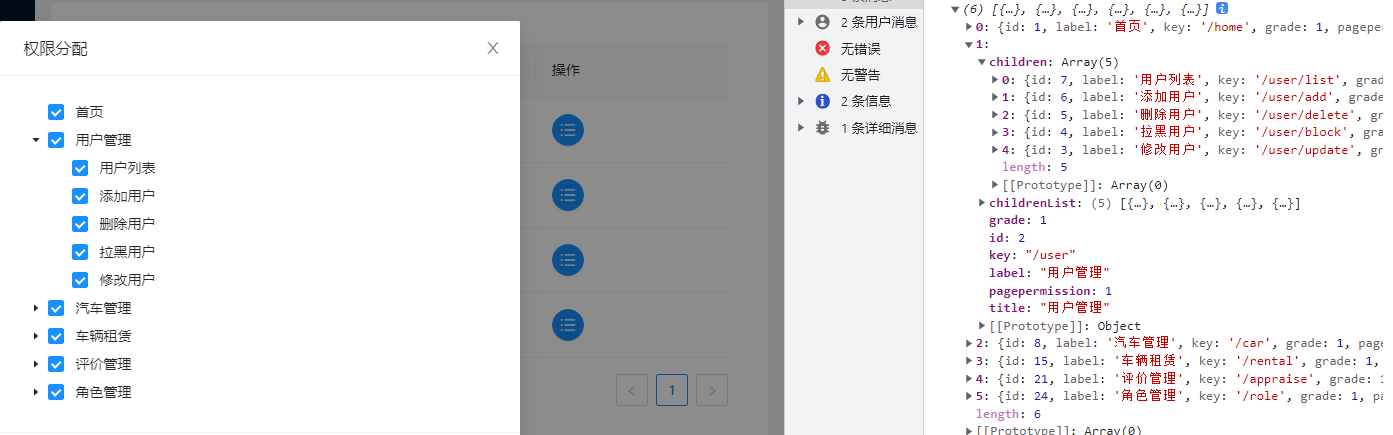 权限分配
首页
用户管理
用户列表
添加用户
删除用户
拉黑用户
修改用户
汽车管理
车辆租赁
评价管理
角色管理
操作
1
2 条用户消息
无错误
无警告
2 条信息
1 条详细消息
(6) [{…}, {…}, {…}, {…}, {…}, {…}]
0: {id: 1, label: '首页', key: '/home', grade: 1, pageper
1:
children: Array(5)
0: {id: 7, label: '用户列表', key: '/user/list', grad
1: {id: 6, label: '添加用户', key: '/user/add', grade
2: {id: 5, label: '删除用户', key: '/user/delete', gr
3: {id: 4, label: '拉黑用户', key: '/user/block', gra
4: {id: 3, label: '修改用户', key: '/user/update', gr
length: 5
[[Prototype]]: Array(0)
childrenList: (5) [{…}, {…}, {…}, {…}, {…}]
grade: 1
id: 2
key: "/user"
label: "用户管理"
pagepermission: 1
title: "用户管理"
[[Prototype]]: Object
2: {id: 8, label: '汽车管理', key: '/car', grade: 1, pag
3: {id: 15, label: '车辆租赁', key: '/rental', grade: 1,
4: {id: 21, label: '评价管理', key: '/appraise', grade:
5: {id: 24, label: '角色管理', key: '/role', grade: 1, pa
length: 6
[[Prototype]]: Array(0)